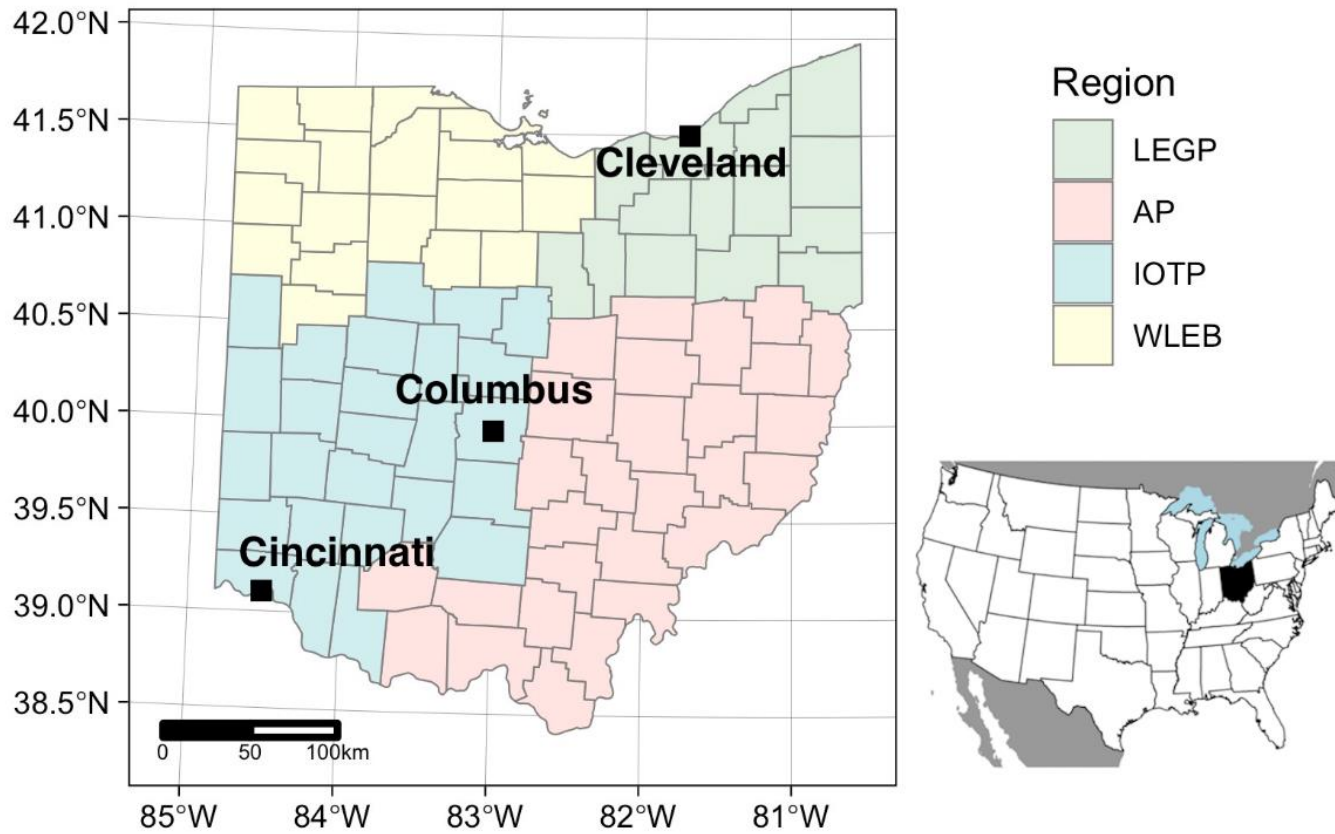 42.0°N
41.5°N
41.0°N
40.5°N
40.0°N
39.5°N
39.0°N
38.5°N
85°W
84°W
83°W
82°W
81°W
Cleveland
Columbus
Cincinnati
0 50 100km
Region
LEGP
AP
IOTP
WLEB